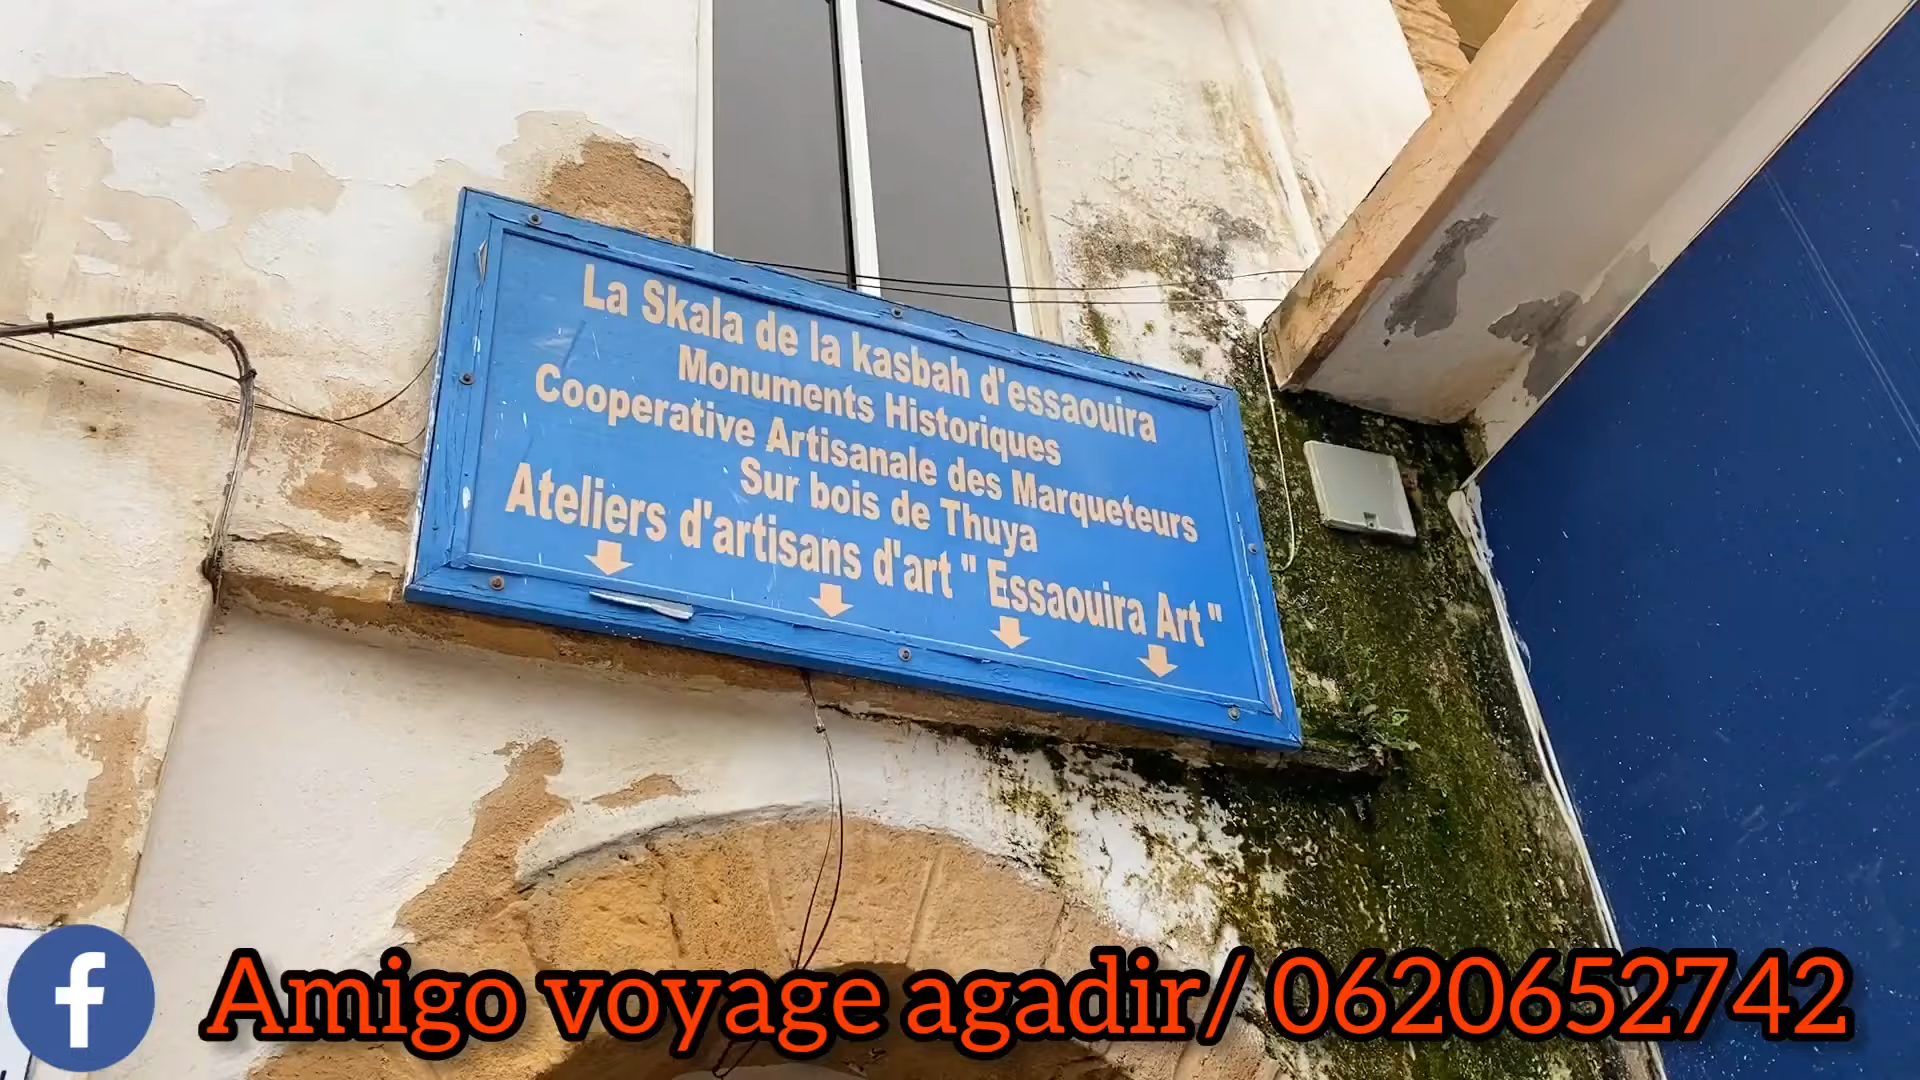 La Skala de la kasbah d'essaouira
Monuments Historiques
Cooperative Artisanale des Marqueteurs
Sur bois de Thuya
Ateliers d'artisans d'art " Essaouira Art "
f Amigo voyage agadir/ 0620652742